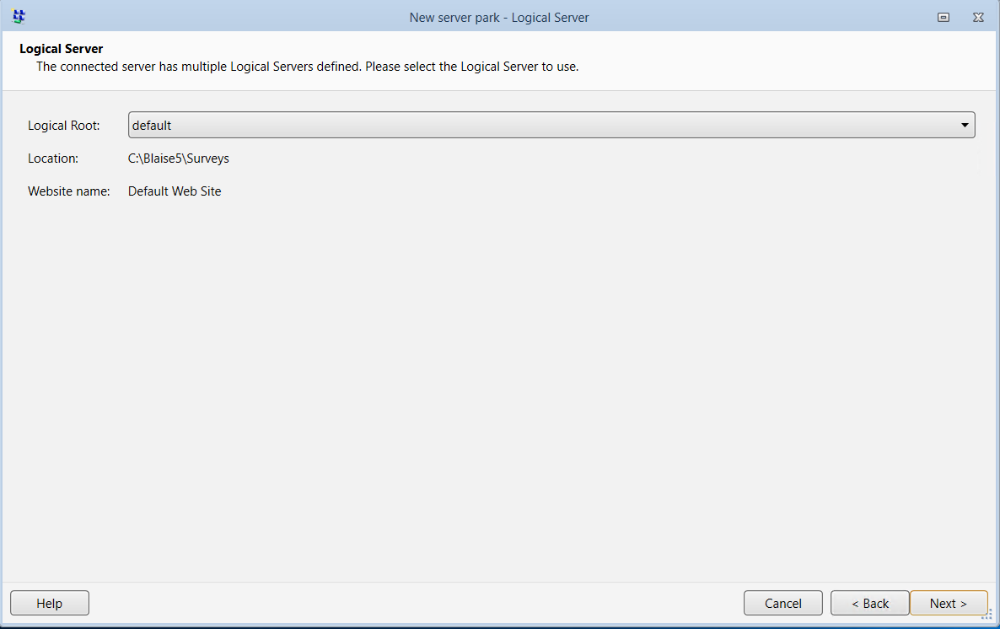 New server park - Logical Server
Logical Server
The connected server has multiple Logical Servers defined. Please select the Logical Server to use.
Logical Root: default
Location: C:\Blaise5\Surveys
Website name: Default Web Site
Help Cancel < Back Next >